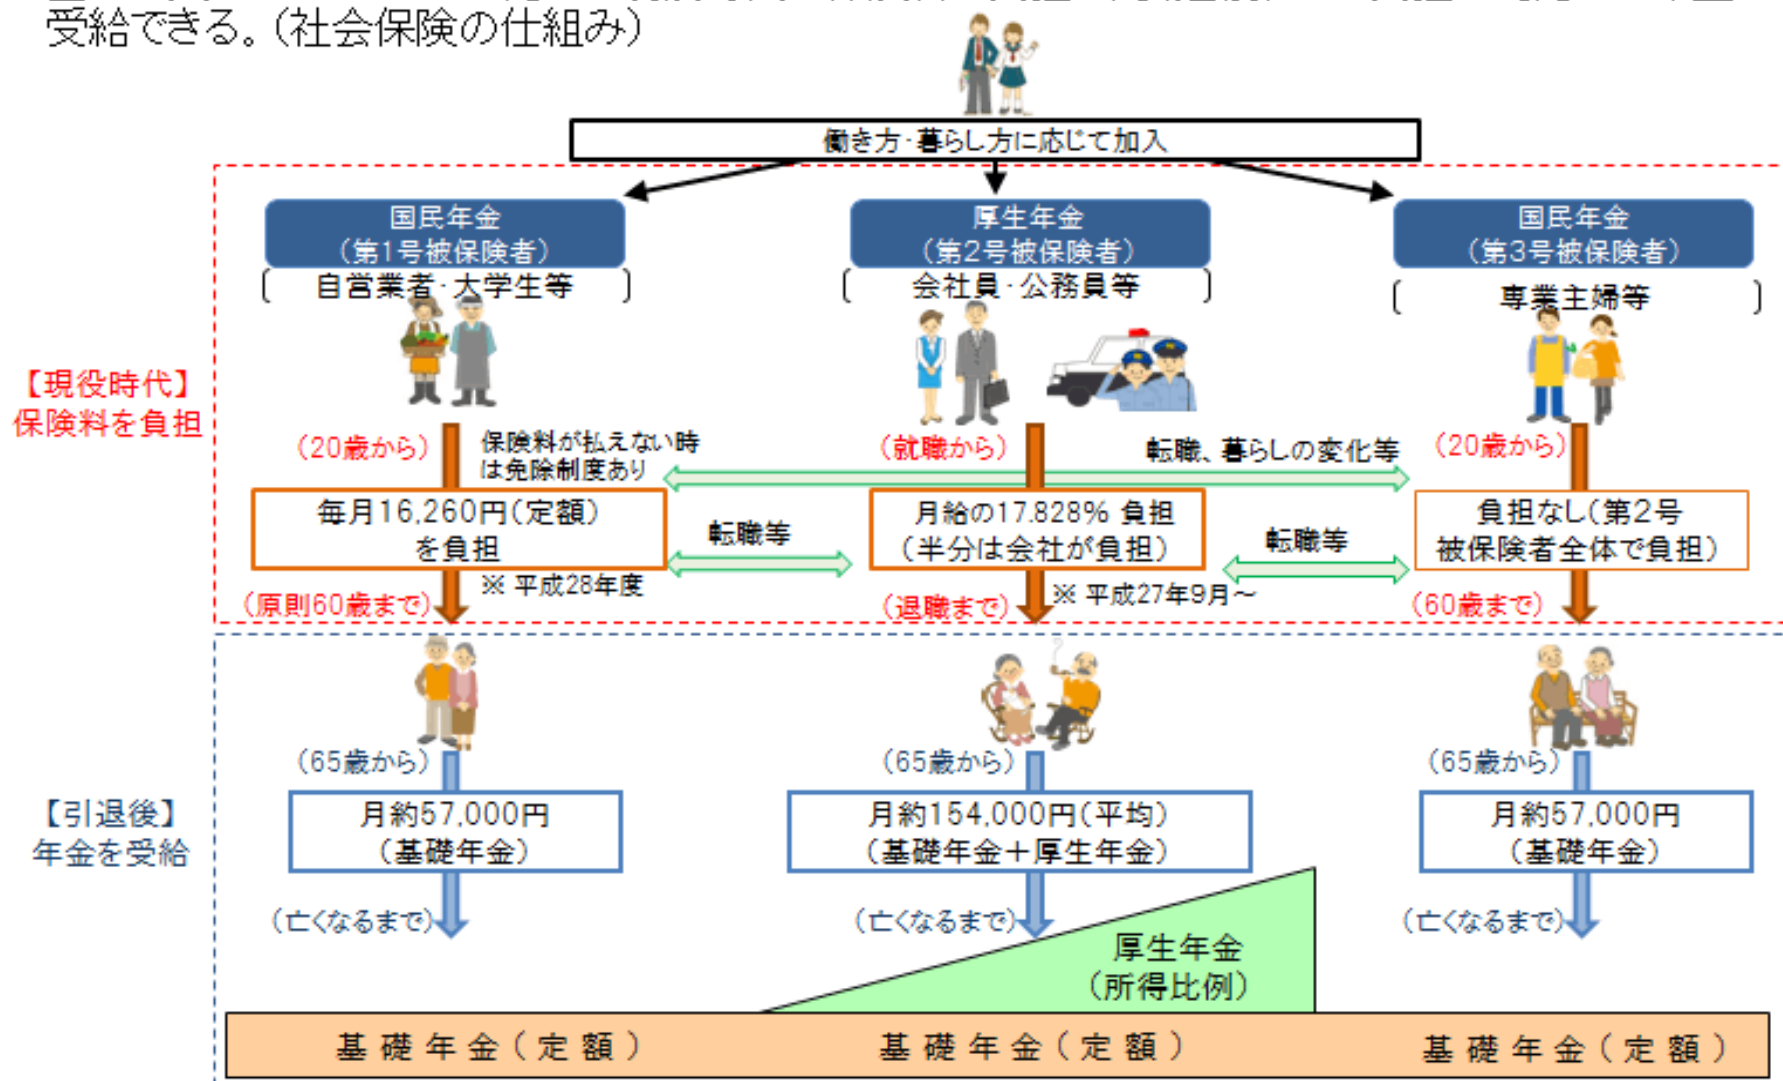 受給できる。(社会保険の仕組み)
働き方・暮らし方に応じて加入
国民年金
(第1号被保険者)
自営業者・大学生等
厚生年金
(第2号被保険者)
会社員・公務員等
国民年金
(第3号被保険者)
専業主婦等
【現役時代】
保険料を負担
(20歳から)
保険料が払えない時
は免除制度あり
(就職から)
転職、暮らしの変化等
(20歳から)
毎月16,260円(定額)
を負担
転職等
月給の17.828% 負担
(半分は会社が負担)
転職等
負担なし(第2号
被保険者全体で負担)
※ 平成28年度
※ 平成27年9月～
(原則60歳まで)
(退職まで)
(60歳まで)
【引退後】
年金を受給
(65歳から)
(65歳から)
(65歳から)
月約57,000円
(基礎年金)
月約154,000円(平均)
(基礎年金+厚生年金)
月約57,000円
(基礎年金)
(亡くなるまで)
(亡くなるまで)
(亡くなるまで)
厚生年金
(所得比例)
基礎年金(定額)
基礎年金(定額)
基礎年金(定額)